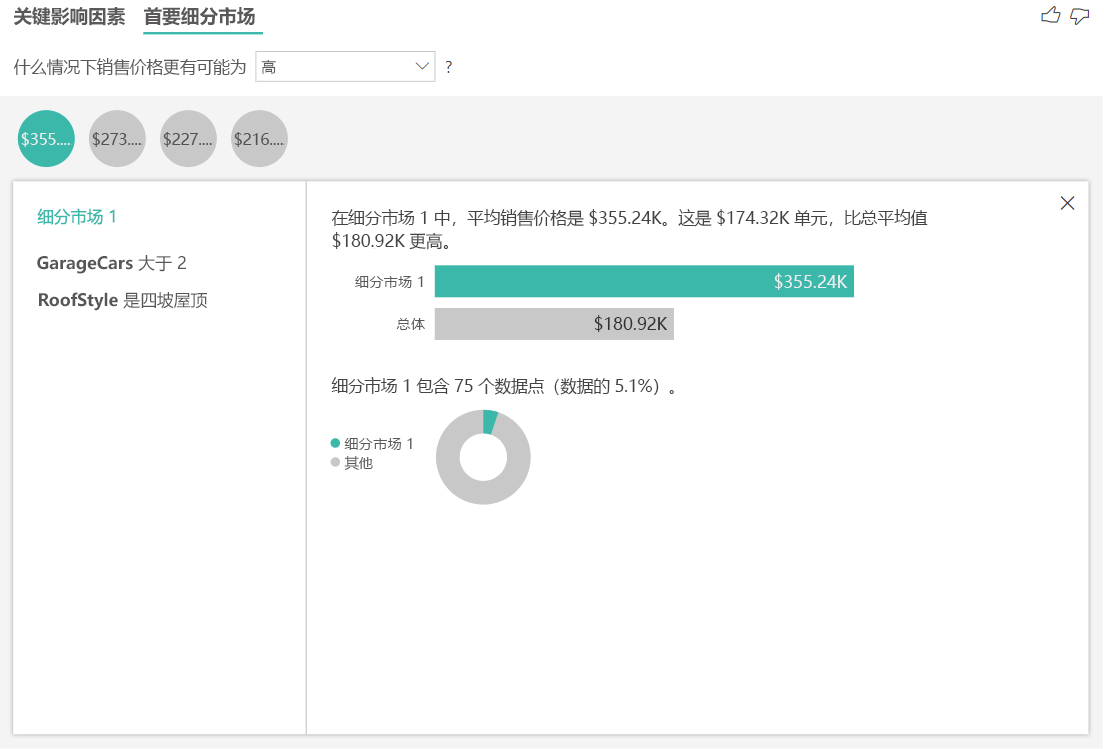 关键影响因素 首要细分市场
什么情况下销售价格更有可能为 高 ?
$355.... $273.... $227.... $216....
细分市场 1
GarageCars 大于 2
RoofStyle 是四坡屋顶
在细分市场 1 中，平均销售价格是 $355.24K。这是 $174.32K 单元，比总平均值
$180.92K 更高。
细分市场 1 $355.24K
总体 $180.92K
细分市场 1 包含 75 个数据点（数据的 5.1%）。
细分市场 1
其他